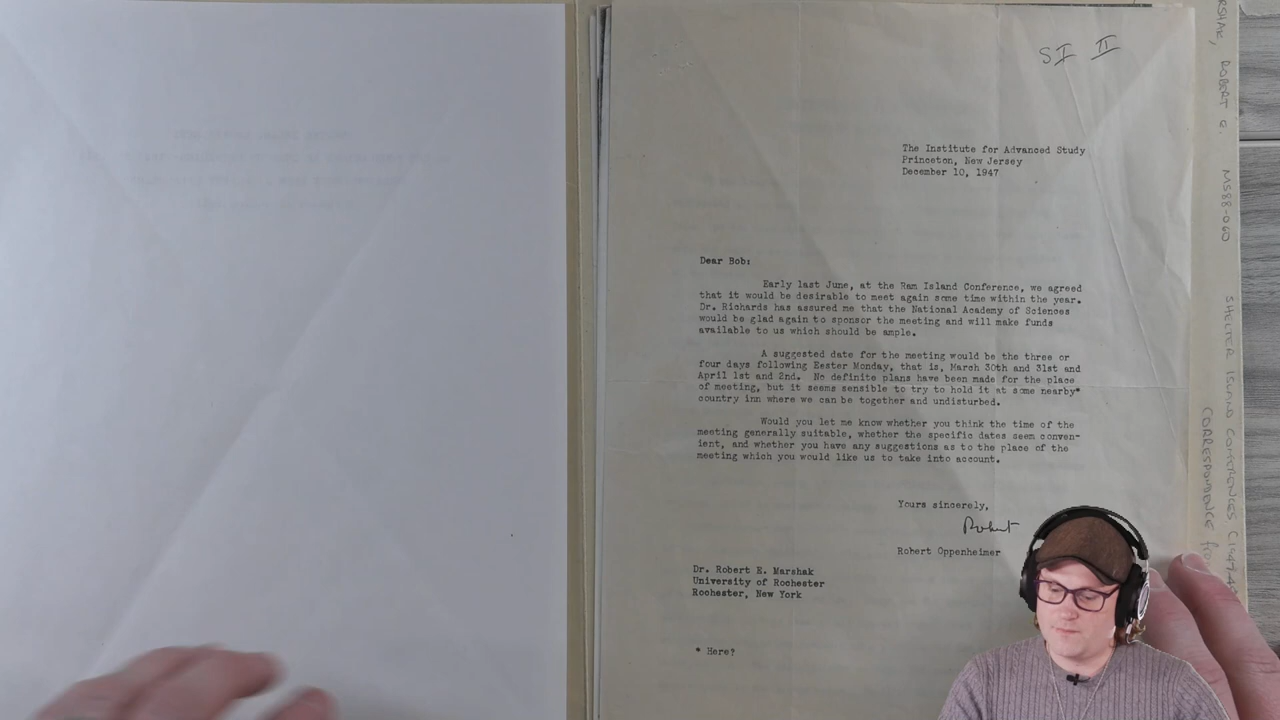 SI II
The Institute for Advanced Study
Princeton, New Jersey
December 10, 1947
Dear Bob:
Early last June, at the Ram Island Conference, we agreed
that it would be desirable to meet again some time within the year.
Dr. Richards has assured me that the National Academy of Sciences
would be glad again to sponsor the meeting and will make funds
available to us which should be ample.
A suggested date for the meeting would be the three or
four days following Easter Monday, that is, March 30th and 31st and
April 1st and 2nd. No definite plans have been made for the place
of meeting, but it seems sensible to try to hold it at some nearby*
country inn where we can be together and undisturbed.
Would you let me know whether you think the time of the
meeting generally suitable, whether the specific dates seem conven-
ient, and whether you have any suggestions as to the place of the
meeting which you would like us to take into account.
Yours sincerely,
Robert
Robert Oppenheimer
Dr. Robert E. Marshak
University of Rochester
Rochester, New York
* Here?
ROBERT E. MS88-060 SHELTER ISLAND CONFERENCES
CORRESPONDENCE